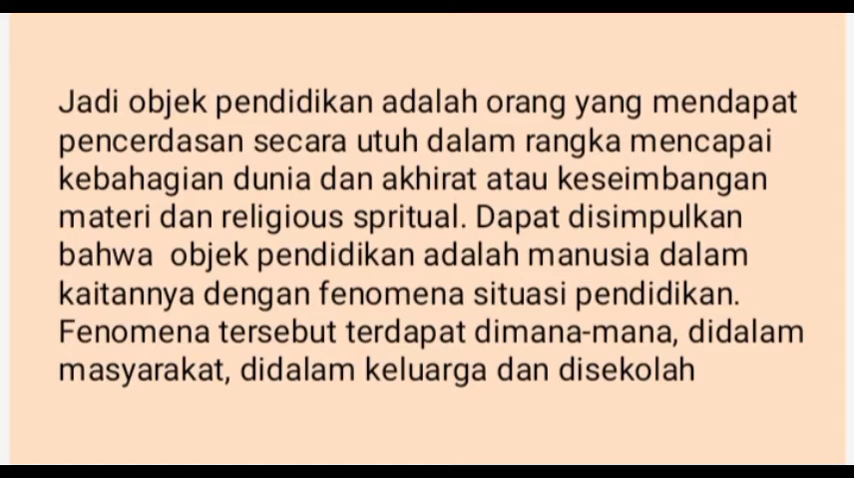 Jadi objek pendidikan adalah orang yang mendapat
pencerdasan secara utuh dalam rangka mencapai
kebahagian dunia dan akhirat atau keseimbangan
materi dan religious spritual. Dapat disimpulkan
bahwa  objek pendidikan adalah manusia dalam
kaitannya dengan fenomena situasi pendidikan.
Fenomena tersebut terdapat dimana-mana, didalam
masyarakat, didalam keluarga dan disekolah